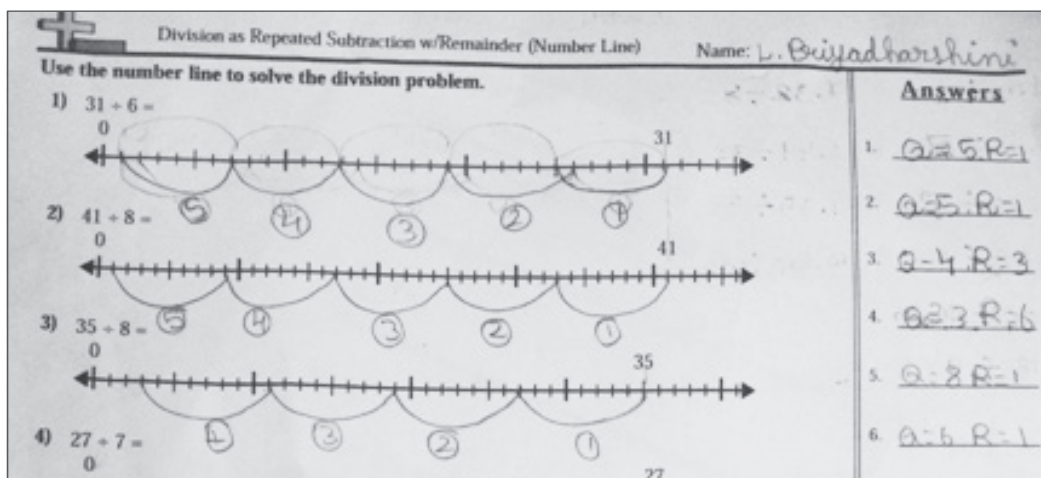 Division as Repeated Subtraction w/Remainder (Number Line) Name: L. Briyadharshini
Use the number line to solve the division problem.
Answers
1) 31 ÷ 6 =
0 31
5 4 3 2 1
2) 41 ÷ 8 =
0 41
5 4 3 2 1
3) 35 ÷ 8 =
0 35
4 3 2 1
4) 27 ÷ 7 =
0 27
1. Q=5 R=1
2. Q=5 R=1
3. Q-4 R=3
4. Q=3 R=6
5. Q=8 R=1
6. Q=6 R=1